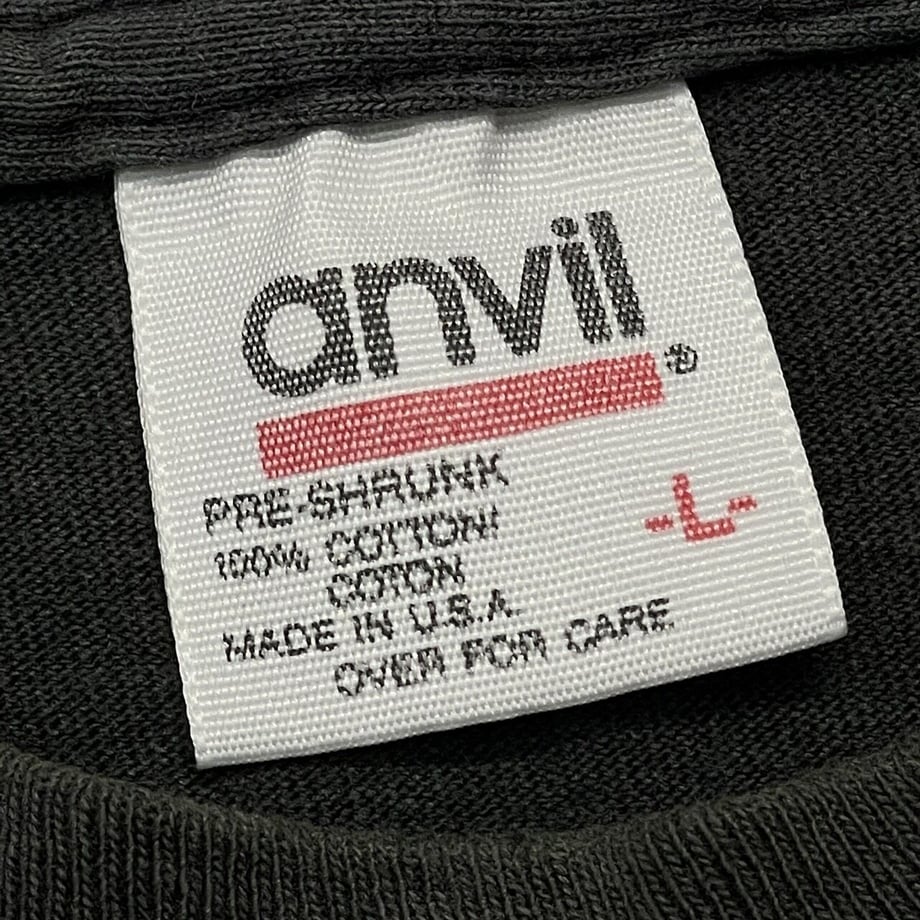 anvil®
PRE-SHRUNK
-L-
100% COTTON/
COTON
MADE IN U.S.A.
OVER FOR CARE